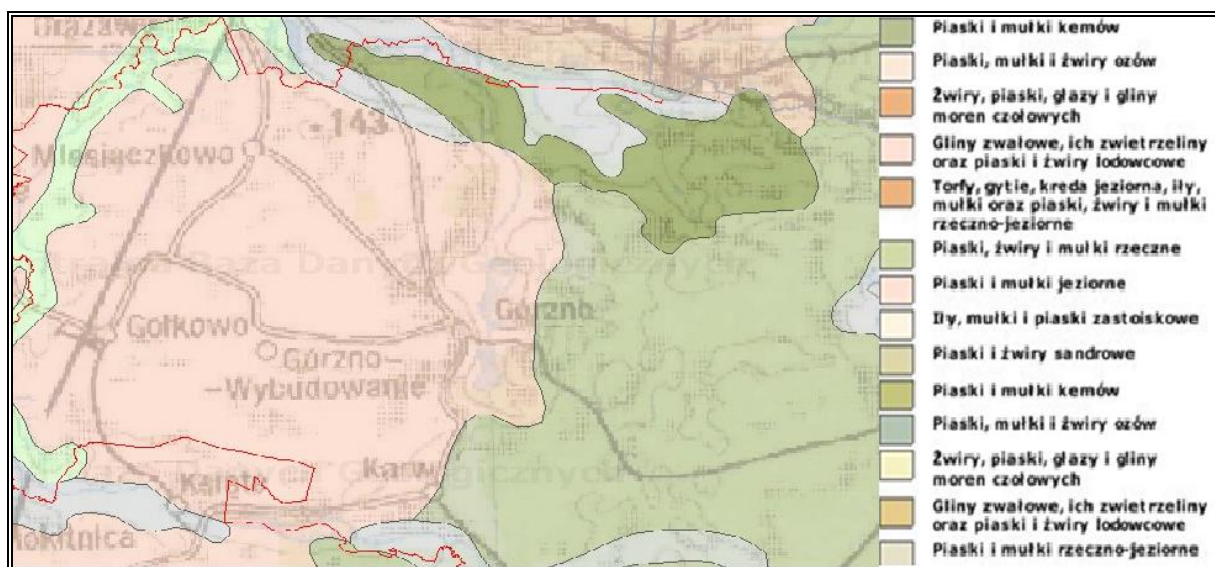 143
Miesiączkowo
Górzno
Gołkowo
Górzno-
-Wybudowanie
Piaski i mułki kemów
Piaski, mułki i żwiry ozów
Żwiry, piaski, głazy i gliny
moren czołowych
Gliny zwałowe, ich zwietrzeliny
oraz piaski i żwiry lodowcowe
Torfy, gytie, kreda jeziorna, iły,
mułki oraz piaski, żwiry i mułki
rzeczno-jeziorne
Piaski, żwiry i mułki rzeczne
Piaski i mułki jeziorne
Iły, mułki i piaski zastoiskowe
Piaski i żwiry sandrowe
Piaski i mułki kemów
Piaski, mułki i żwiry ozów
Żwiry, piaski, głazy i gliny
moren czołowych
Gliny zwałowe, ich zwietrzeliny
oraz piaski i żwiry lodowcowe
Piaski i mułki rzeczno-jeziorne